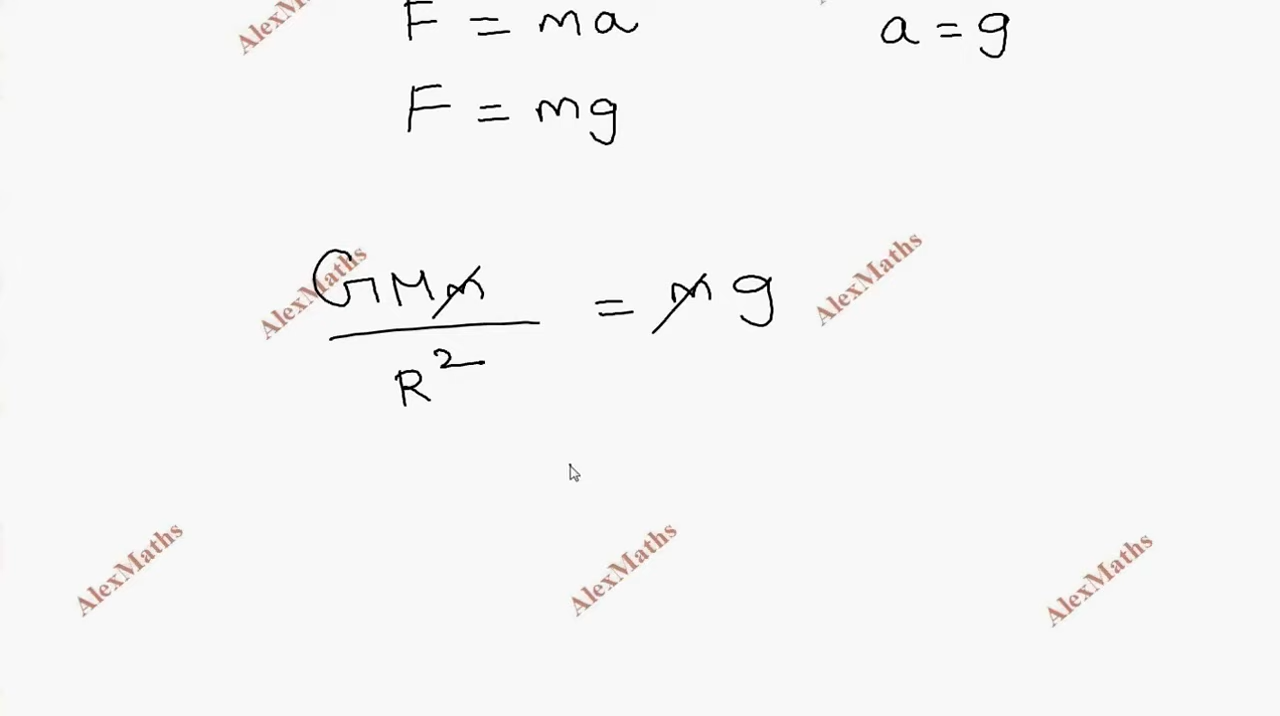 AlexMaths
F = ma
a = g
F = mg
GMm
R²
= mg
AlexMaths
AlexMaths
AlexMaths
AlexMaths
AlexMaths